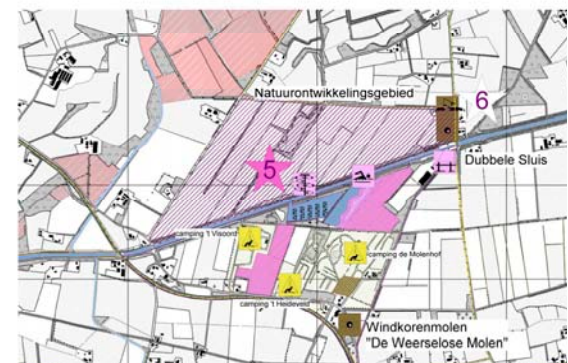 Natuurontwikkelingsgebied
6
5
Dubbele Sluis
camping 't Visoord
camping de Molenhof
camping 't Heideveld
Windkorenmolen
"De Weerselose Molen"